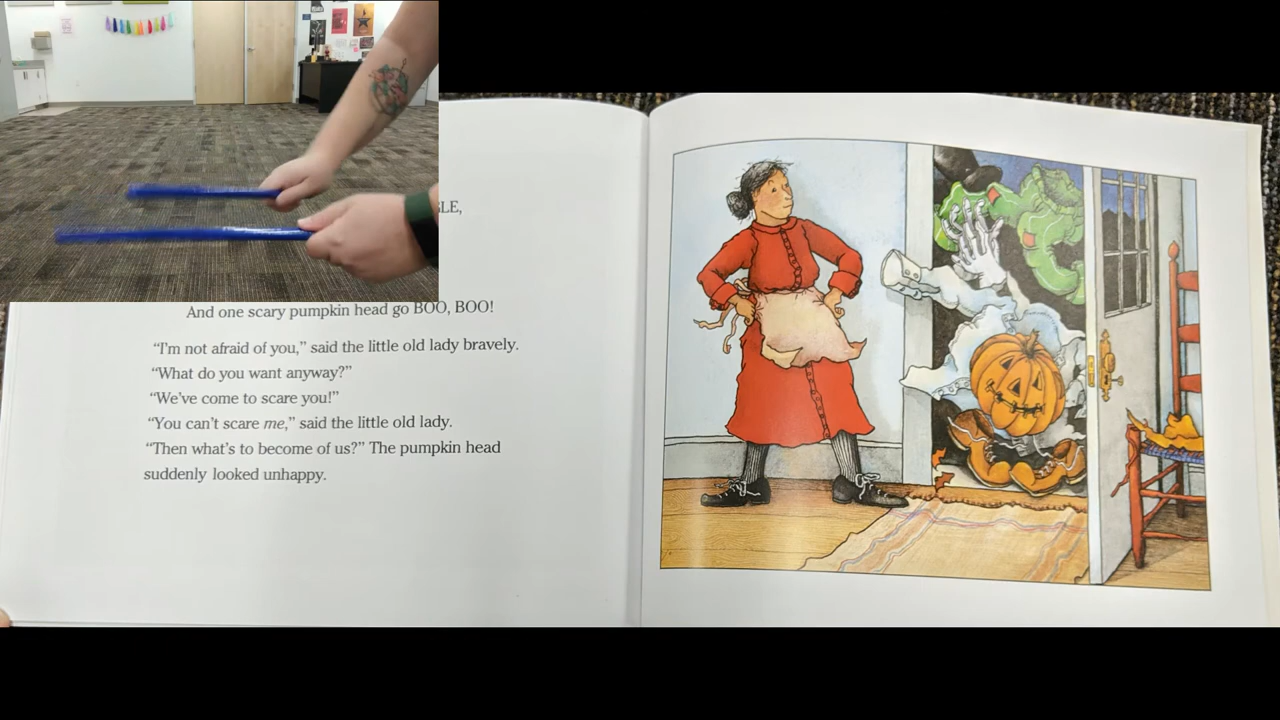 And one scary pumpkin head go BOO, BOO!
“I'm not afraid of you,” said the little old lady bravely.
“What do you want anyway?”
“We've come to scare you!”
“You can't scare me,” said the little old lady.
“Then what's to become of us?” The pumpkin head
suddenly looked unhappy.